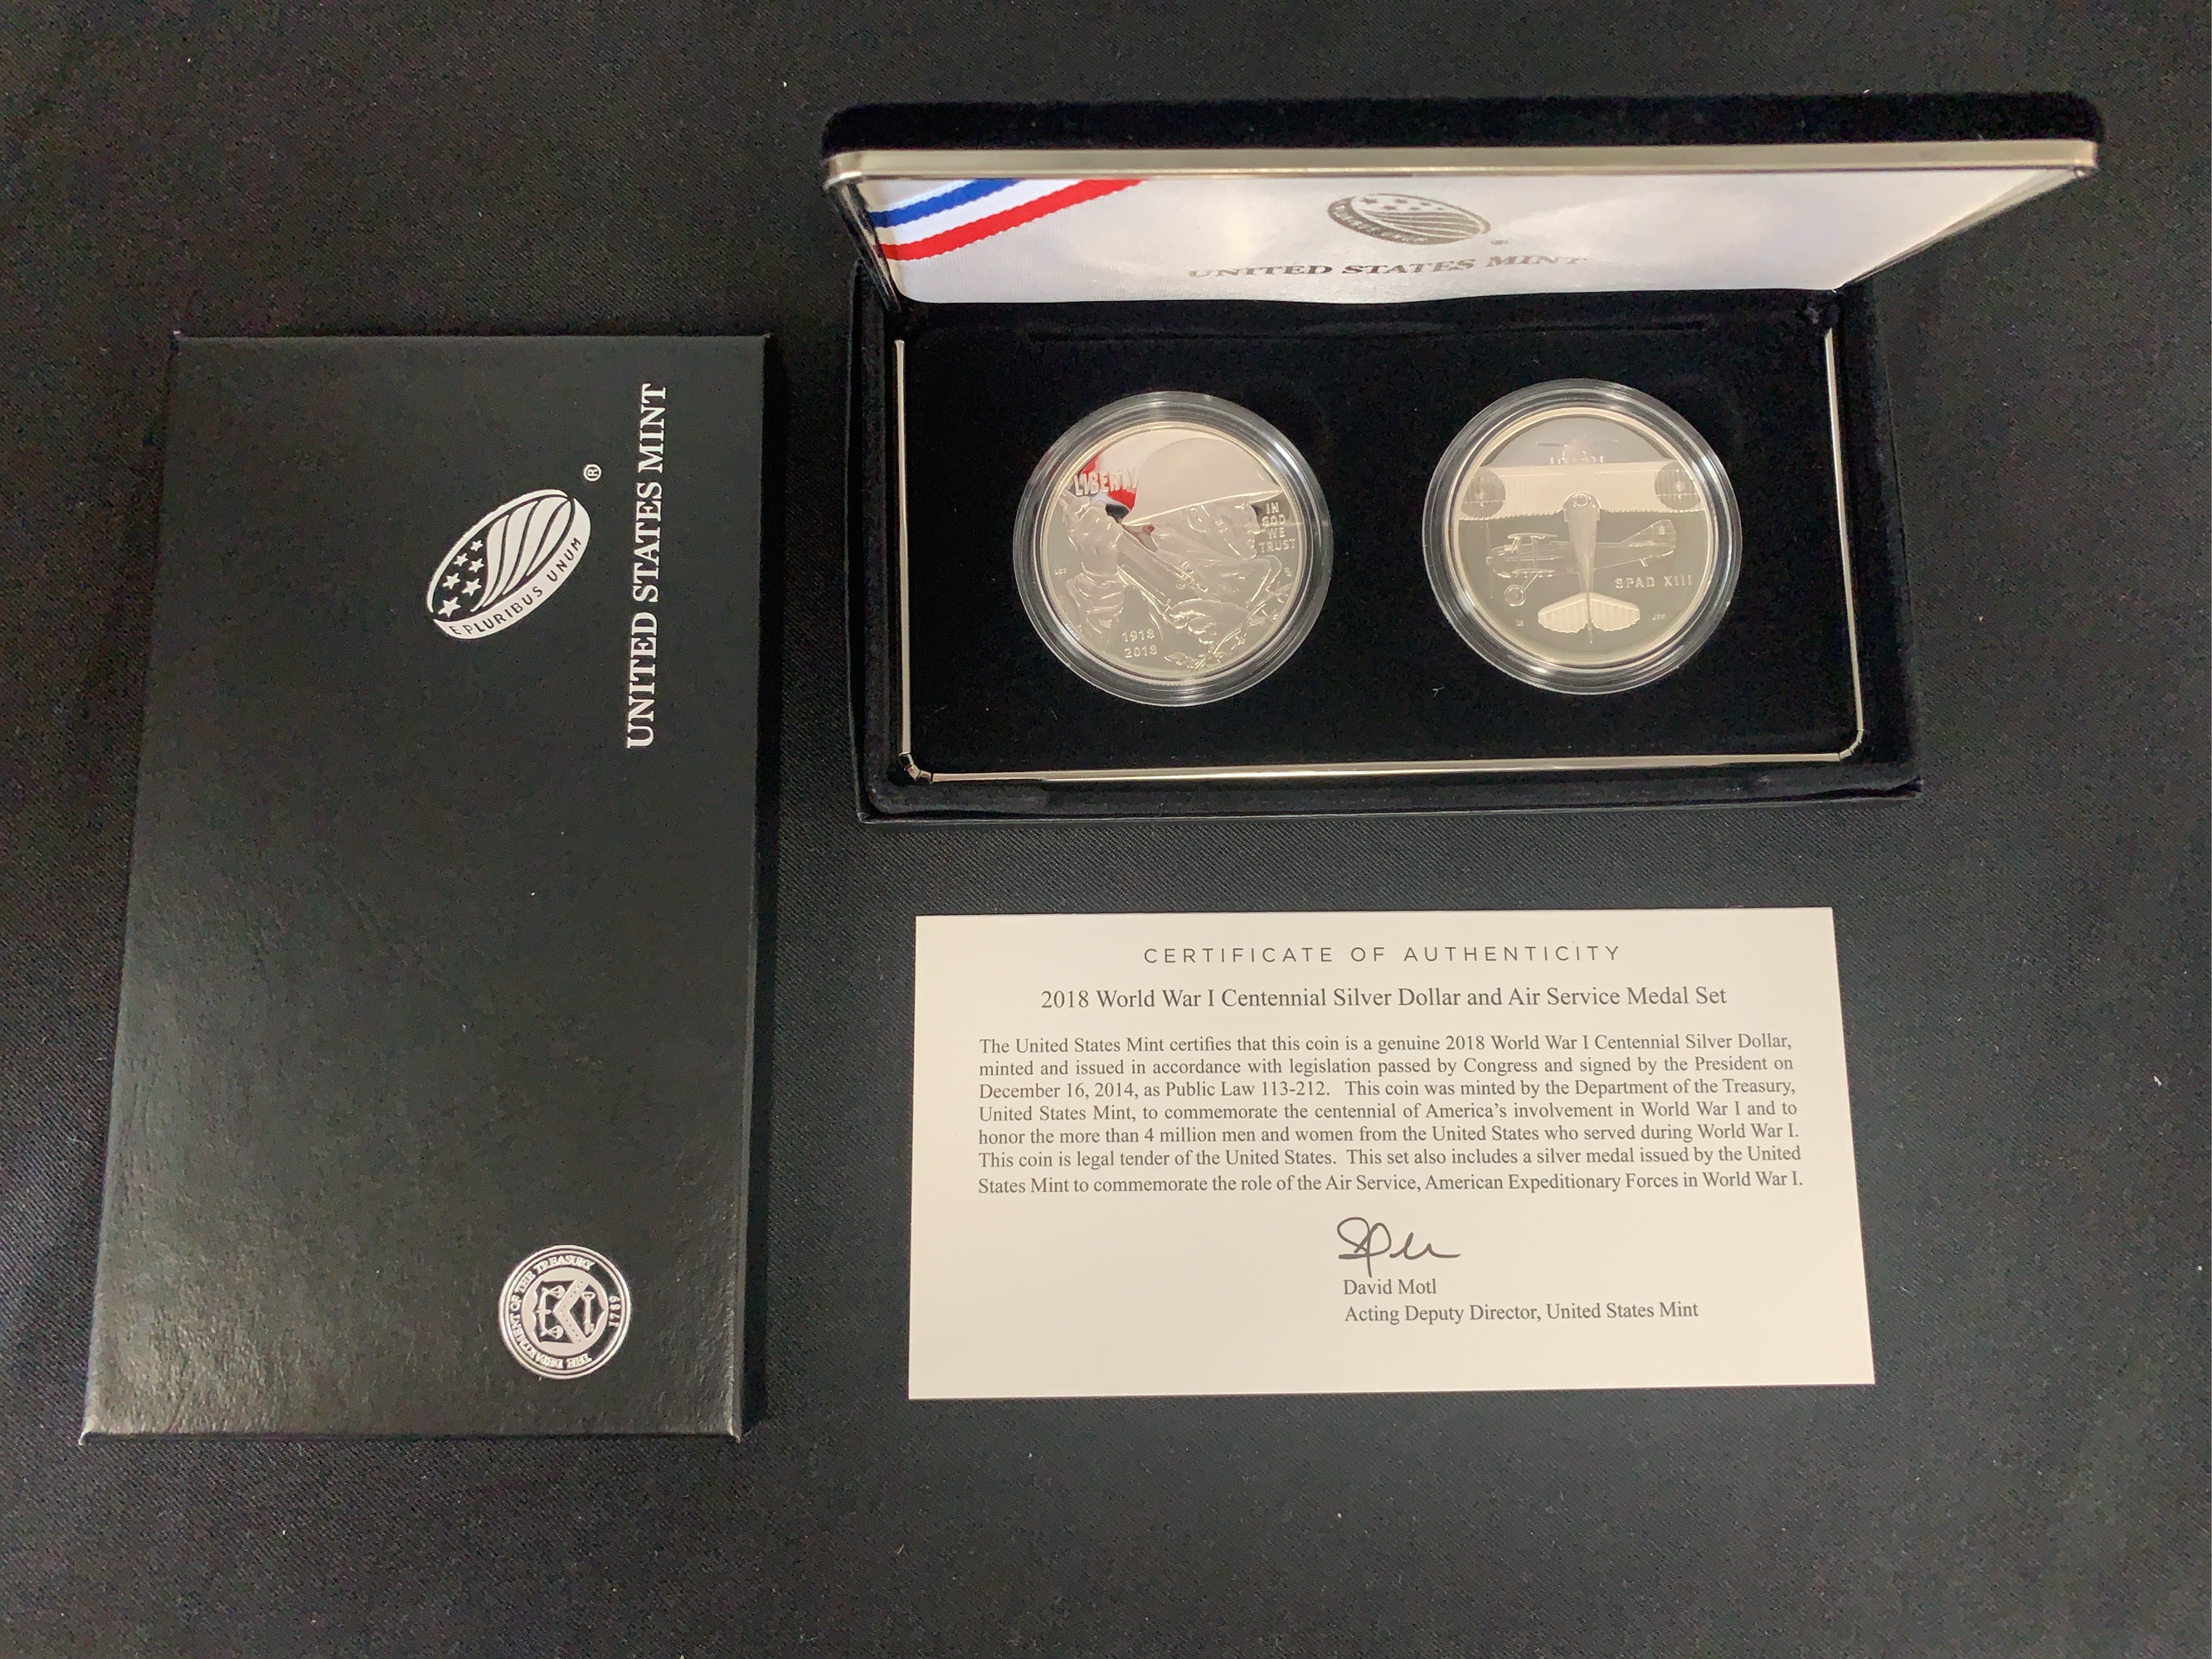 UNITED STATES MINT
®
E PLURIBUS UNUM
THE DEPARTMENT OF THE TREASURY
1789
UNITED STATES MINT
LIBERTY
IN
GOD
WE
TRUST
1918
2018
SPAD XIII
CERTIFICATE OF AUTHENTICITY
2018 World War I Centennial Silver Dollar and Air Service Medal Set
The United States Mint certifies that this coin is a genuine 2018 World War I Centennial Silver Dollar,
minted and issued in accordance with legislation passed by Congress and signed by the President on
December 16, 2014, as Public Law 113-212. This coin was minted by the Department of the Treasury,
United States Mint, to commemorate the centennial of America's involvement in World War I and to
honor the more than 4 million men and women from the United States who served during World War I.
This coin is legal tender of the United States. This set also includes a silver medal issued by the United
States Mint to commemorate the role of the Air Service, American Expeditionary Forces in World War I.
David Motl
Acting Deputy Director, United States Mint